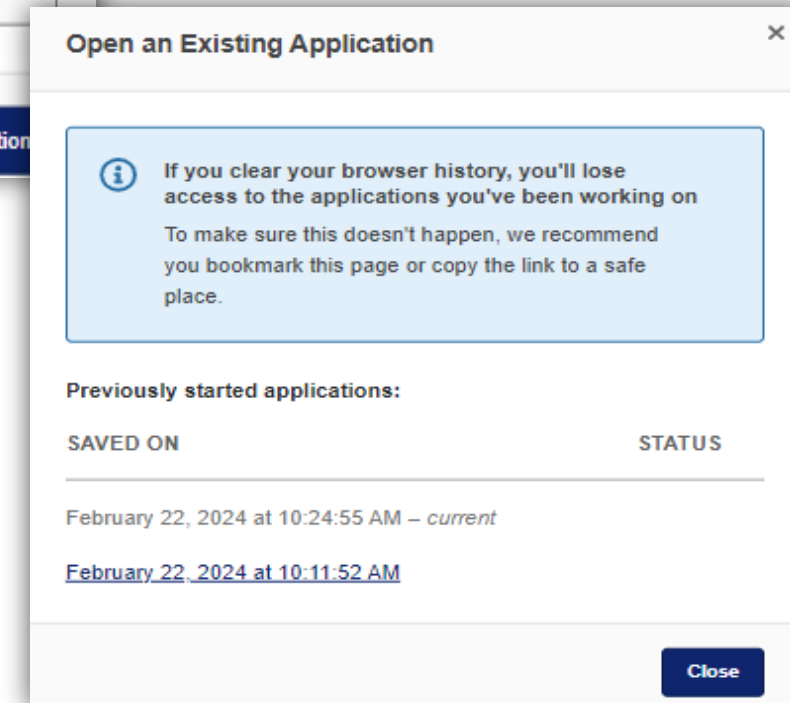 Open an Existing Application
×
tion
If you clear your browser history, you'll lose
access to the applications you've been working on
To make sure this doesn't happen, we recommend
you bookmark this page or copy the link to a safe
place.
Previously started applications:
SAVED ON STATUS
February 22, 2024 at 10:24:55 AM – current
February 22, 2024 at 10:11:52 AM
Close